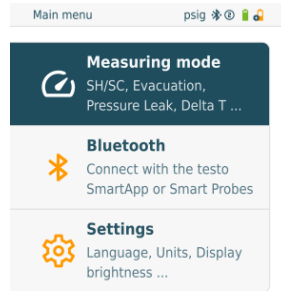 Main menu psig
Measuring mode
SH/SC, Evacuation,
Pressure Leak, Delta T ...
Bluetooth
Connect with the testo
SmartApp or Smart Probes
Settings
Language, Units, Display
brightness ...